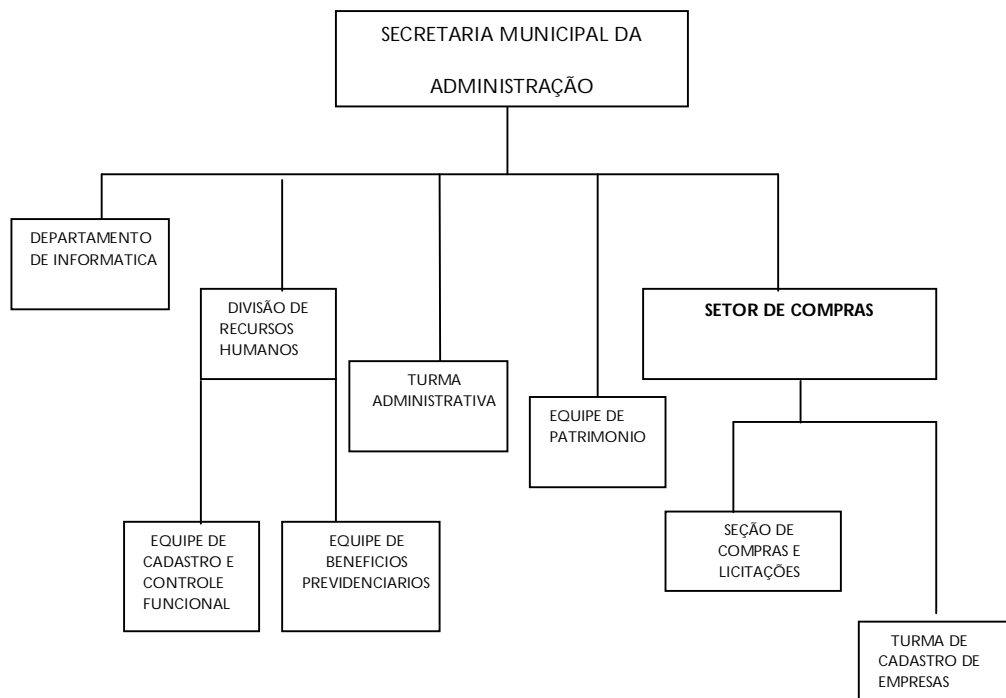 SECRETARIA MUNICIPAL DA
ADMINISTRAÇÃO
DEPARTAMENTO
DE INFORMATICA
DIVISÃO DE
RECURSOS
HUMANOS
SETOR DE COMPRAS
TURMA
ADMINISTRATIVA
EQUIPE DE
PATRIMONIO
EQUIPE DE
CADASTRO E
CONTROLE
FUNCIONAL
EQUIPE DE
BENEFICIOS
PREVIDENCIARIOS
SEÇÃO DE
COMPRAS E
LICITAÇÕES
TURMA DE
CADASTRO DE
EMPRESAS